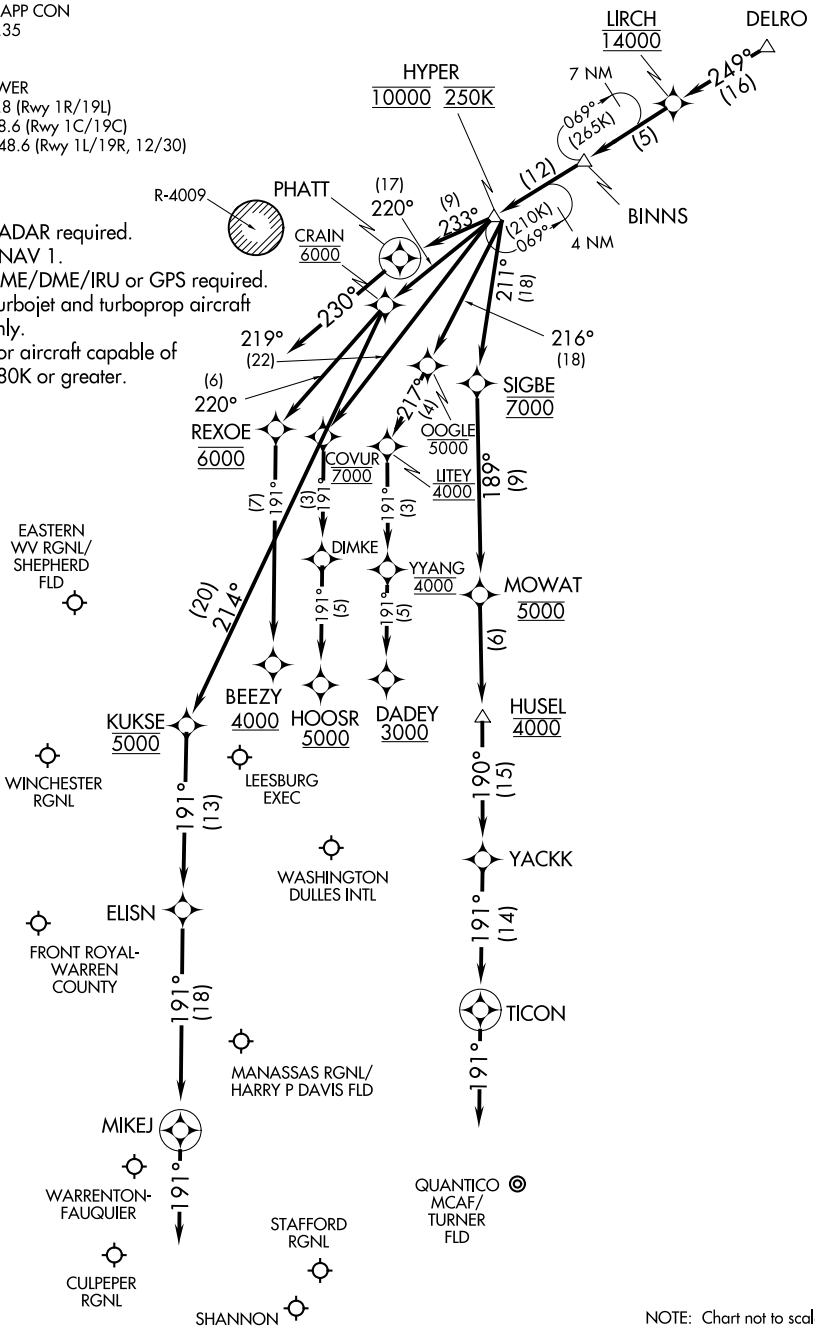 APP CON
35
WER
8 (Rwy 1R/19L)
8.6 (Rwy 1C/19C)
48.6 (Rwy 1L/19R, 12/30)
ADAR required.
NAV 1.
ME/DME/IRU or GPS required.
urbojet and turboprop aircraft
nly.
or aircraft capable of
80K or greater.
DELRO
249°
(16)
LIRCH
14000
7 NM
069°
(265K)
(5)
BINNS
(12)
HYPER
10000 250K
(210K)
069°
4 NM
R-4009
PHATT
(9)
233°
(17)
220°
CRAIN
6000
230°
219°
(22)
211°
(18)
216°
(18)
(6)
220°
REXOE
6000
COVUR
7000
OOGLE
5000
217°
(4)
LITEY
4000
SIGBE
7000
189°
(9)
(7)
191°
(3)
191°
191°
(3)
DIMKE
YYANG
4000
191°
(5)
191°
(5)
MOWAT
5000
(6)
(20)
214°
EASTERN
WV RGNL/
SHEPHERD
FLD
KUKSE
5000
BEEZY
4000
HOOSR
5000
DADEY
3000
HUSEL
4000
WINCHESTER
RGNL
LEESBURG
EXEC
191°
(13)
190°
(15)
WASHINGTON
DULLES INTL
YACKK
ELISN
FRONT ROYAL-
WARREN
COUNTY
191°
(18)
191°
(14)
TICON
191°
MANASSAS RGNL/
HARRY P DAVIS FLD
MIKEJ
191°
WARRENTON-
FAUQUIER
QUANTICO
MCAF/
TURNER
FLD
CULPEPER
RGNL
STAFFORD
RGNL
SHANNON
NOTE: Chart not to scal